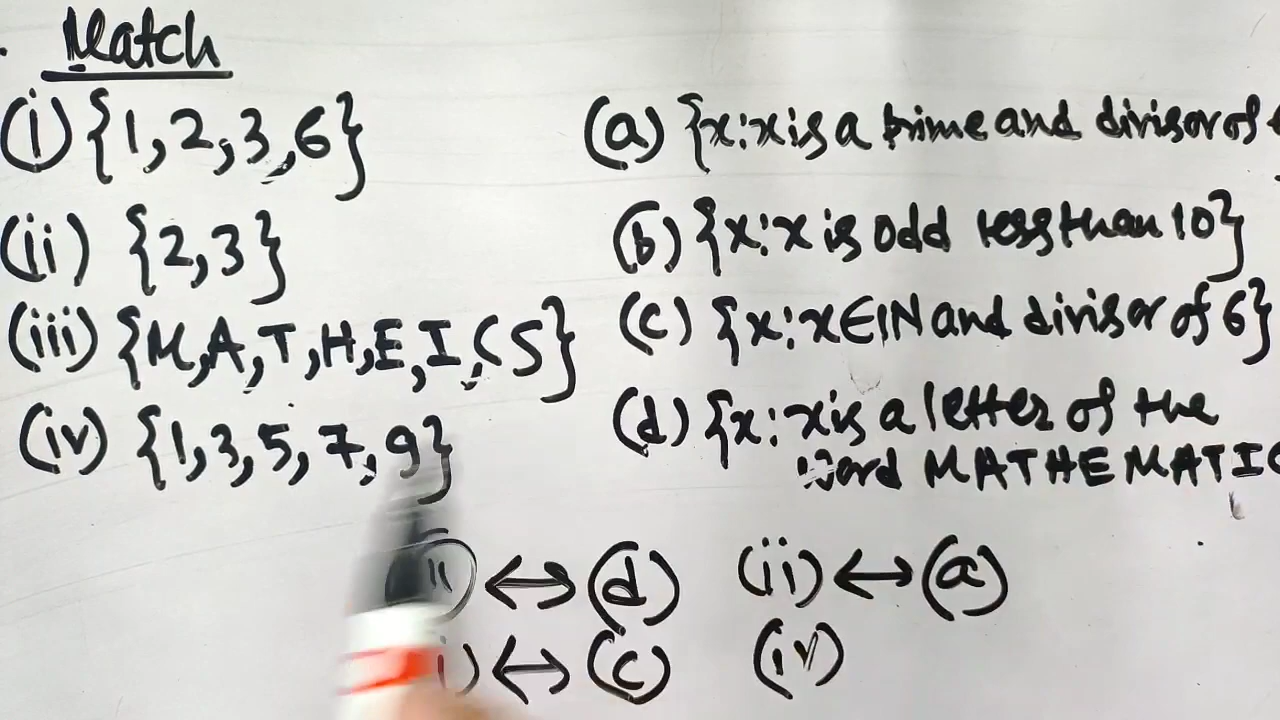 Match
(i) {1,2,3,6} (a) {x:x is a prime and divisor of
(ii) {2,3} (b) {x:x is odd less than 10}
(iii) {M,A,T,H,E,I,C S} (c) {x:x∈IN and divisor of 6}
(iv) {1,3,5,7,9} (d) {x: x is a letter of the
word MATHEMATIC
↔ (d) (ii) ↔ (a)
↔ (c) (iv)